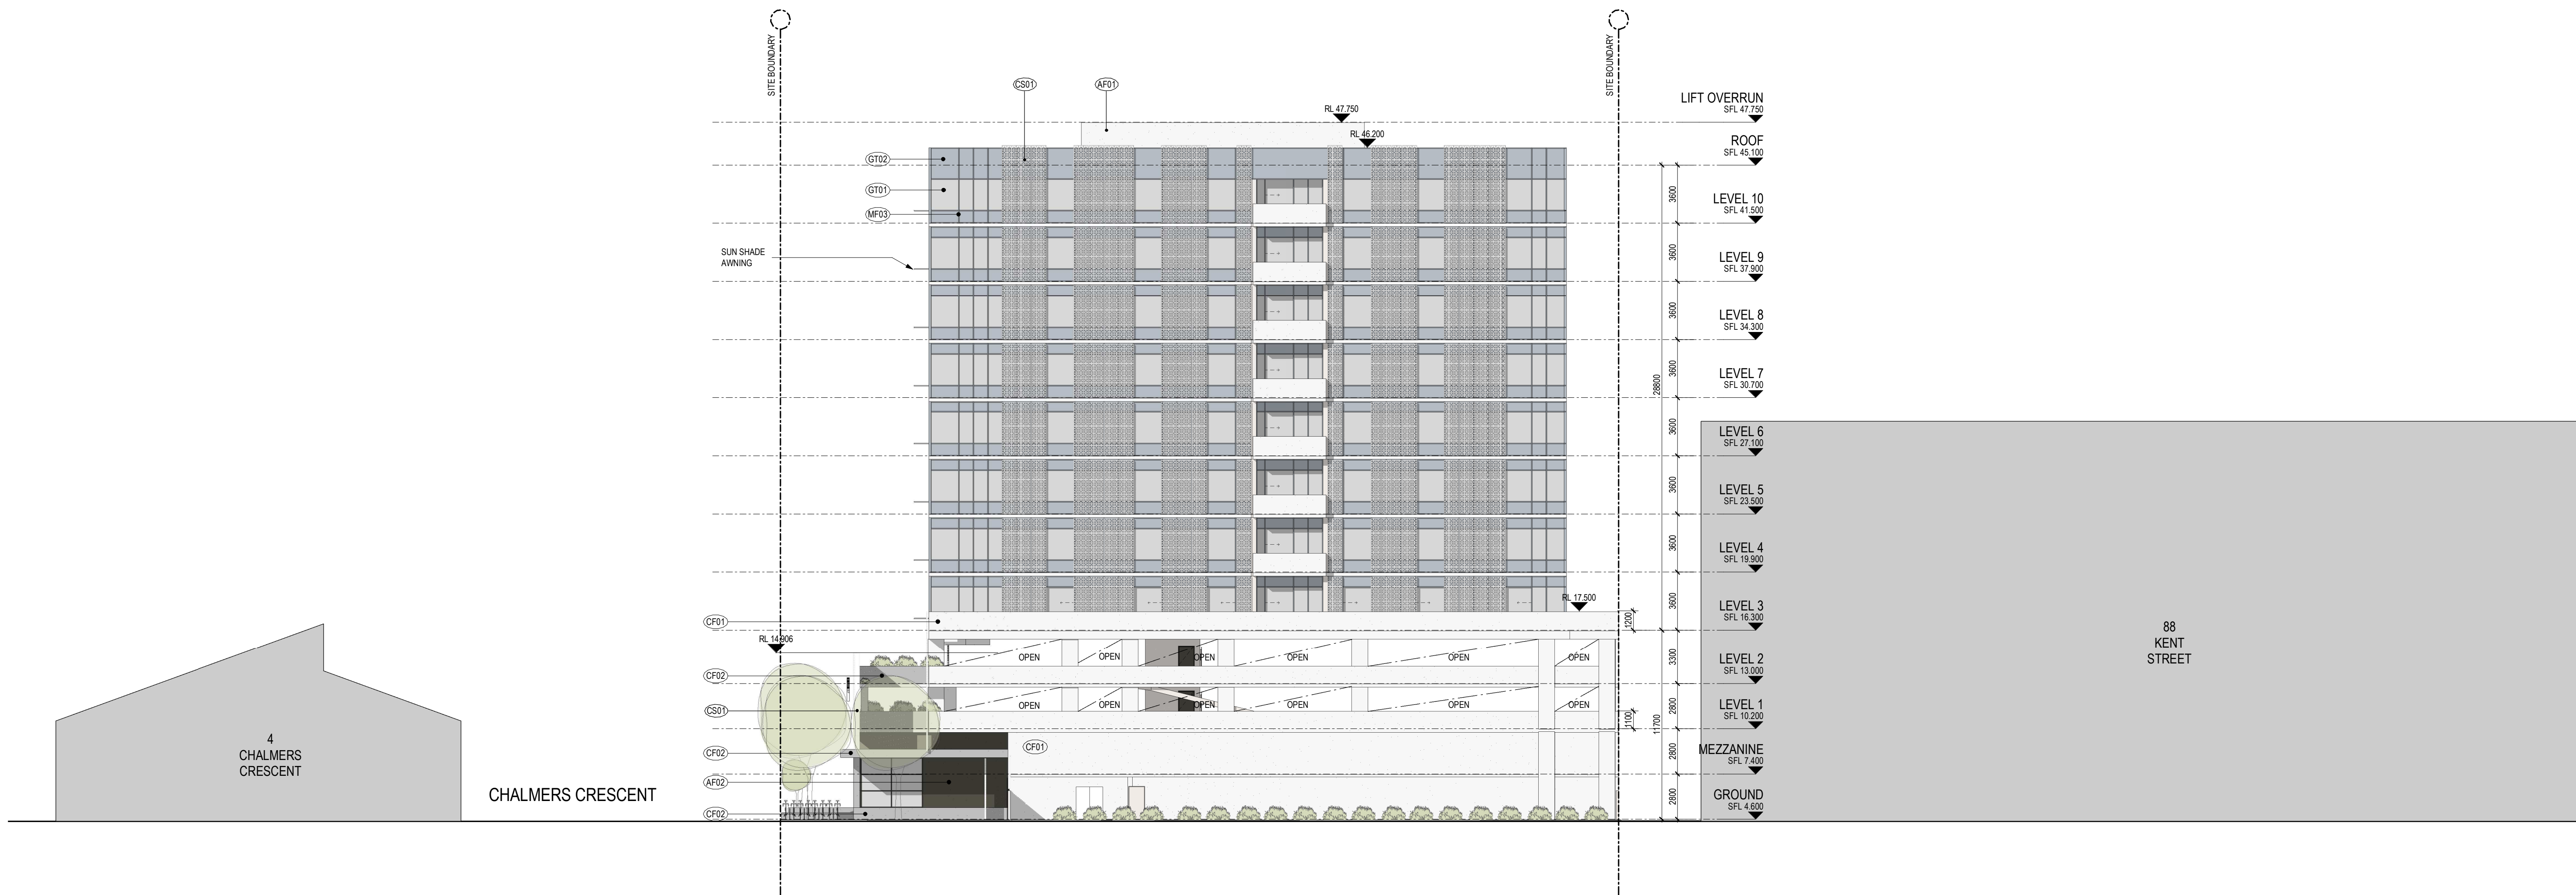 SITE BOUNDARY
SITE BOUNDARY
CS01
AF01
RL 47.750
LIFT OVERRUN
SFL 47.750
RL 46.200
GT02
ROOF
SFL 45.100
GT01
3600
MF03
LEVEL 10
SFL 41.500
SUN SHADE
AWNING
3600
LEVEL 9
SFL 37.900
3600
LEVEL 8
SFL 34.300
3600
28800
LEVEL 7
SFL 30.700
3600
LEVEL 6
SFL 27.100
3600
LEVEL 5
SFL 23.500
3600
LEVEL 4
SFL 19.900
3600
RL 17.500
LEVEL 3
SFL 16.300
CF01
1200
RL 14.906
OPEN OPEN OPEN OPEN OPEN OPEN
3300
LEVEL 2
SFL 13.000
CF02
CS01
OPEN OPEN OPEN OPEN OPEN OPEN
2800
LEVEL 1
SFL 10.200
1100
11700
CF02
CF01
2800
MEZZANINE
SFL 7.400
AF02
2800
GROUND
SFL 4.600
CF02
4
CHALMERS
CRESCENT
CHALMERS CRESCENT
88
KENT
STREET